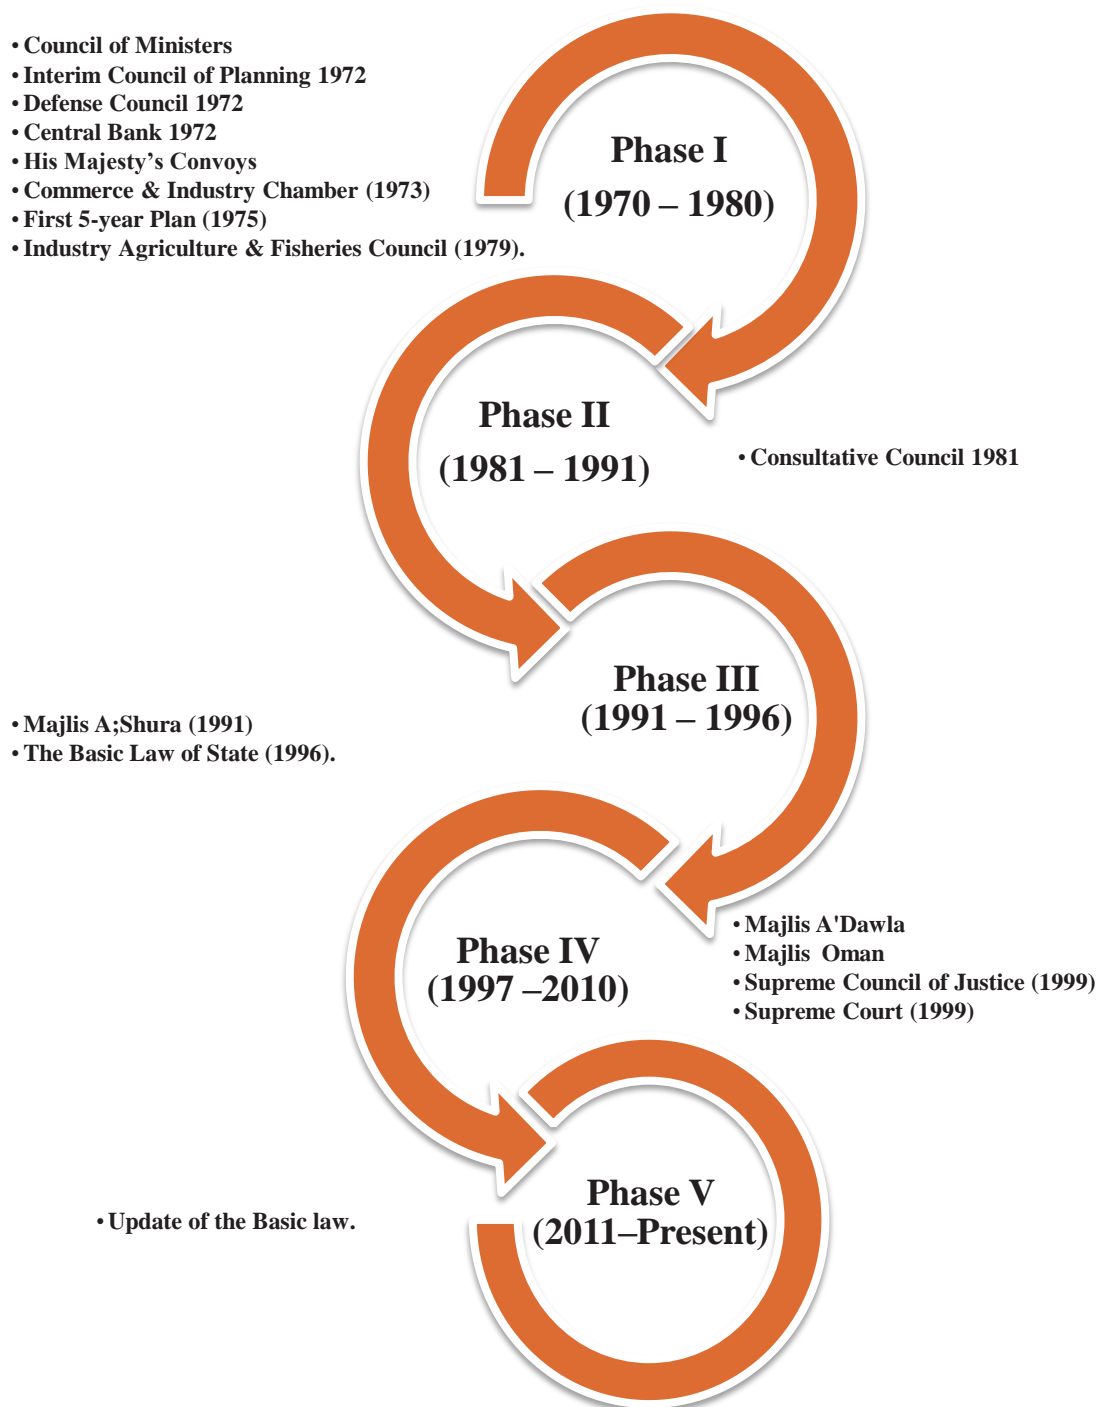 • Council of Ministers
• Interim Council of Planning 1972
• Defense Council 1972
• Central Bank 1972
• His Majesty’s Convoys
• Commerce & Industry Chamber (1973)
• First 5-year Plan (1975)
• Industry Agriculture & Fisheries Council (1979).
Phase I
(1970 – 1980)
Phase II
(1981 – 1991)
• Consultative Council 1981
Phase III
(1991 – 1996)
• Majlis A;Shura (1991)
• The Basic Law of State (1996).
Phase IV
(1997 –2010)
• Majlis A'Dawla
• Majlis Oman
• Supreme Council of Justice (1999)
• Supreme Court (1999)
Phase V
(2011–Present)
• Update of the Basic law.